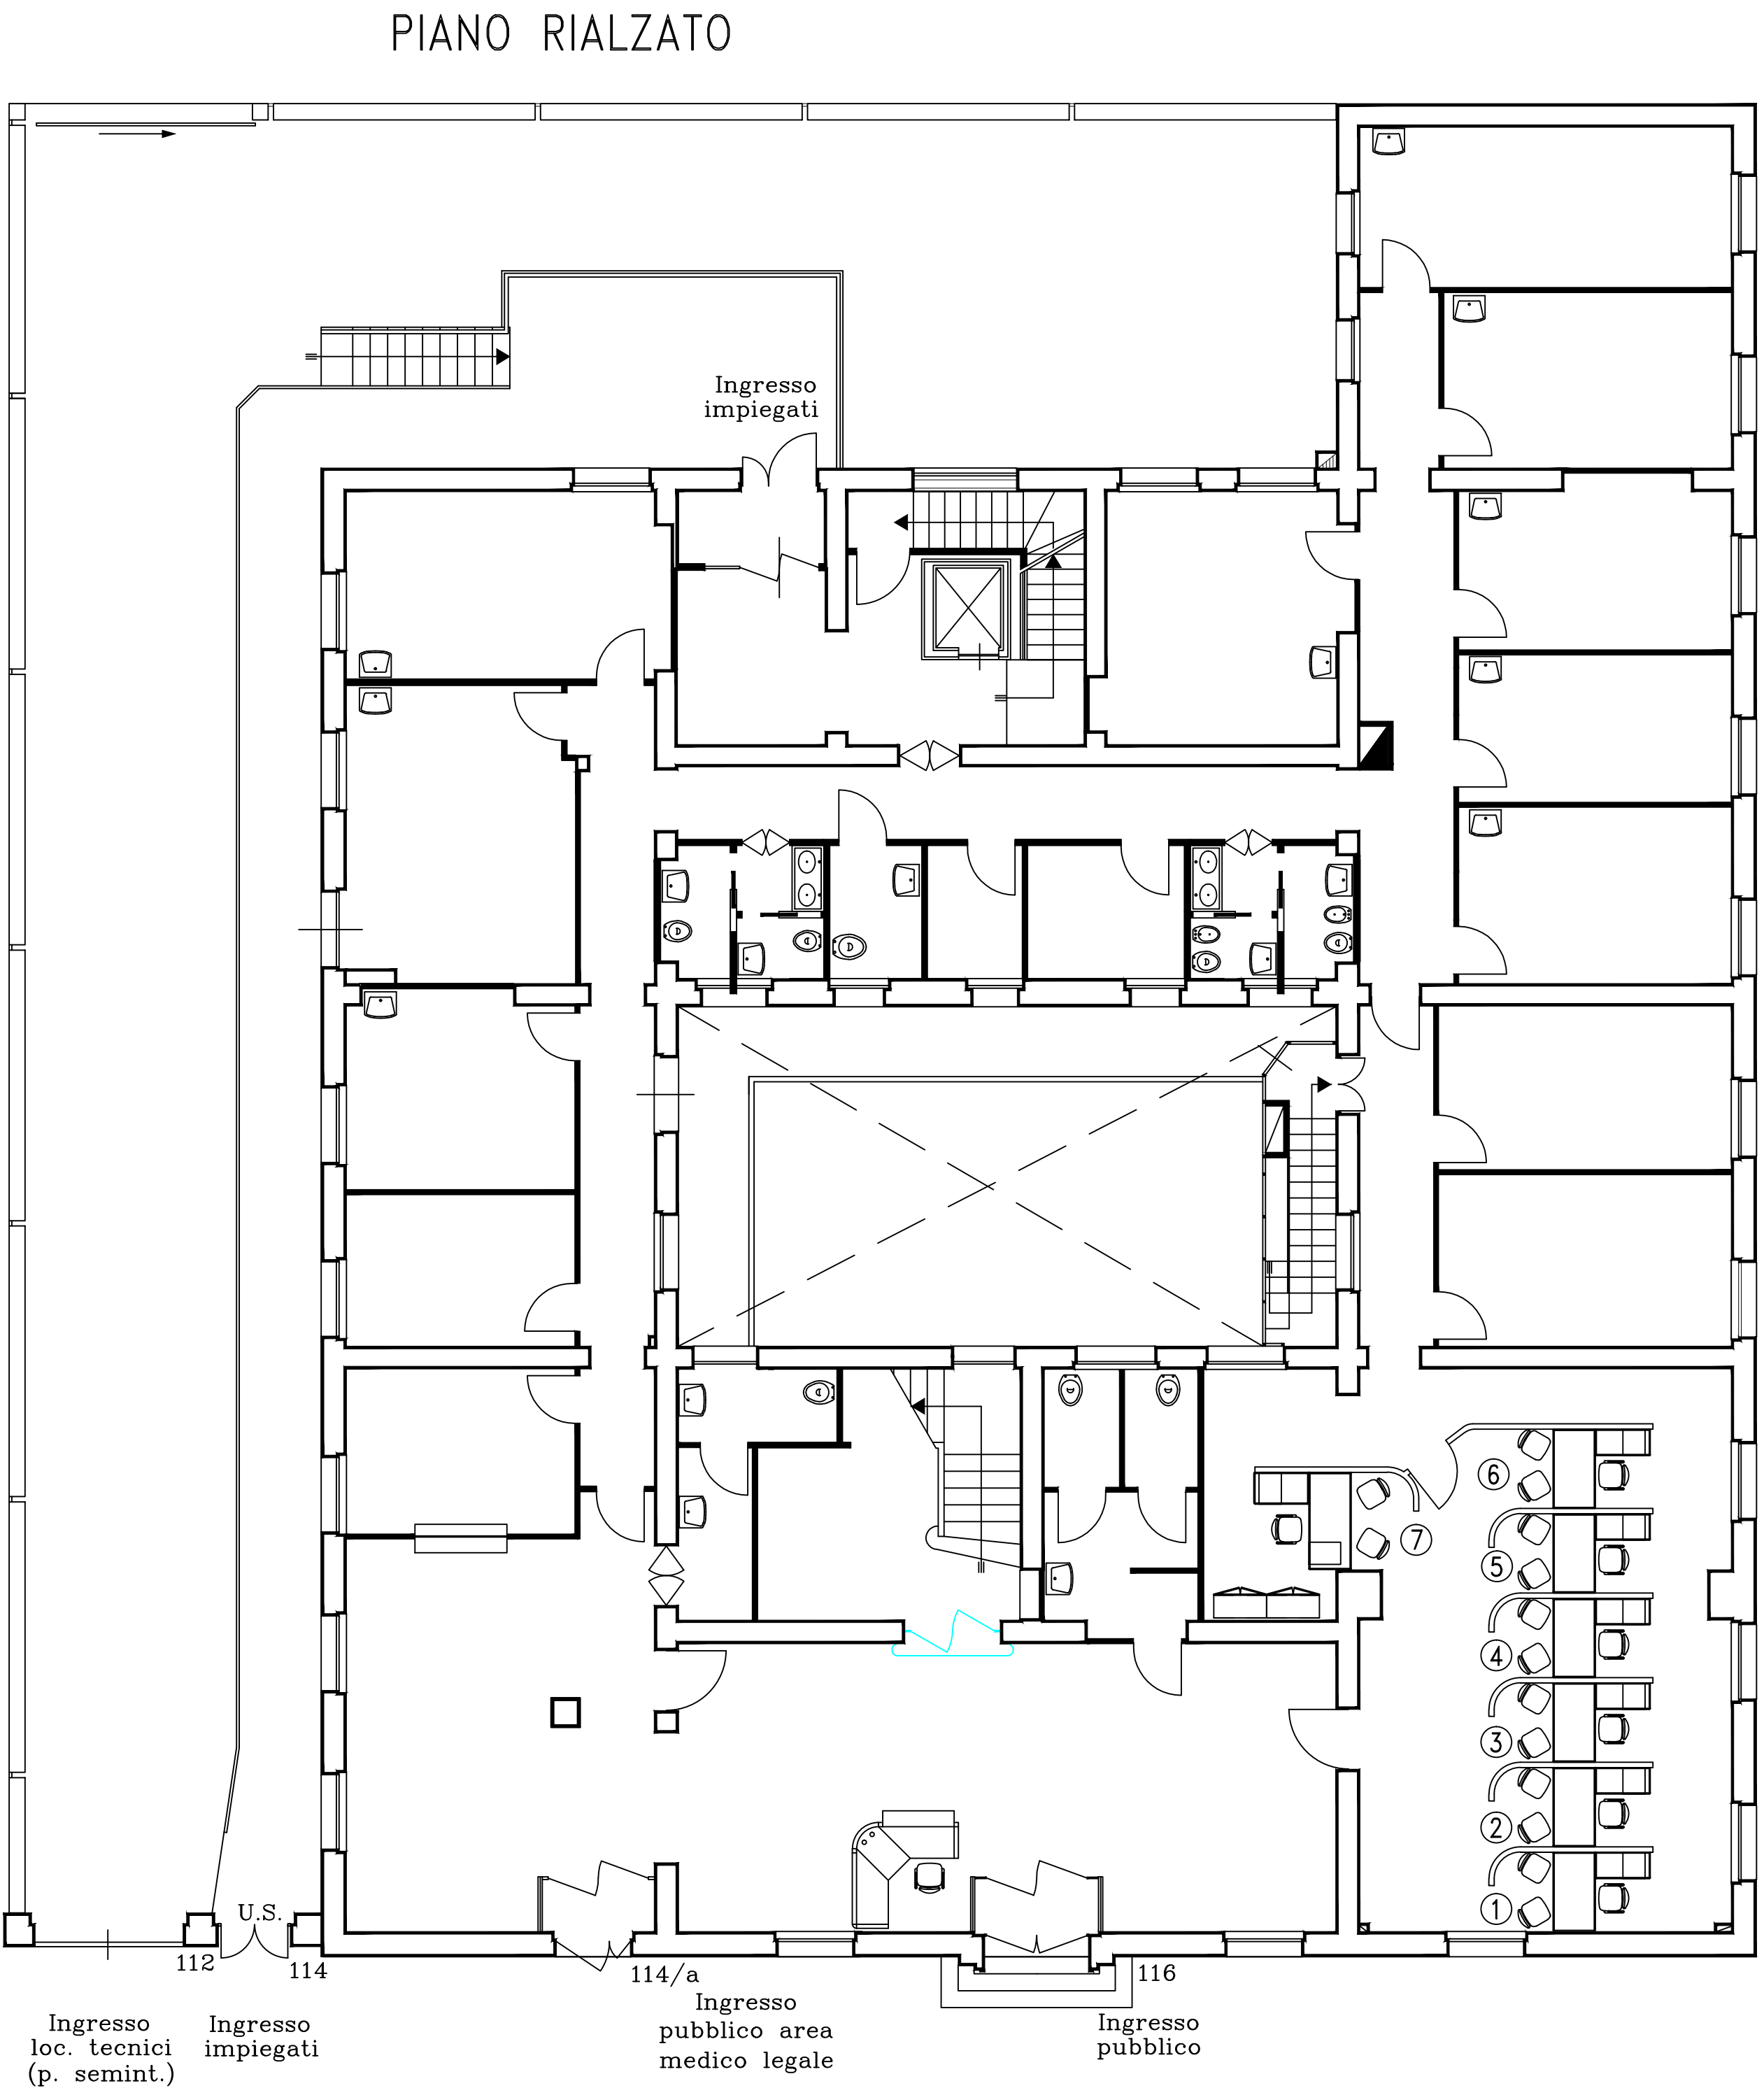 PIANO RIALZATO
Ingresso
impiegati
6
7
5
4
3
2
1
U.S.
112
114
114/a
116
Ingresso
loc. tecnici
(p. semint.)
Ingresso
impiegati
Ingresso
pubblico area
medico legale
Ingresso
pubblico